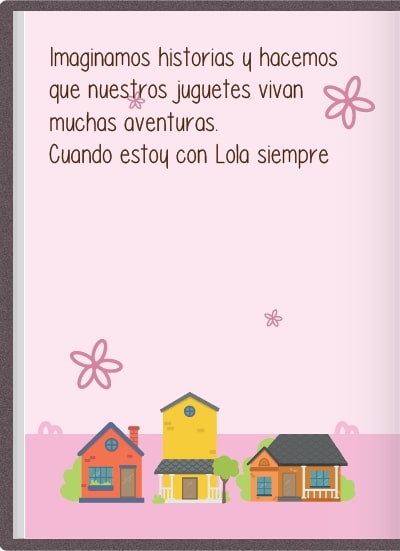 Imaginamos historias y hacemos
que nuestros juguetes vivan
muchas aventuras.
Cuando estoy con Lola siempre